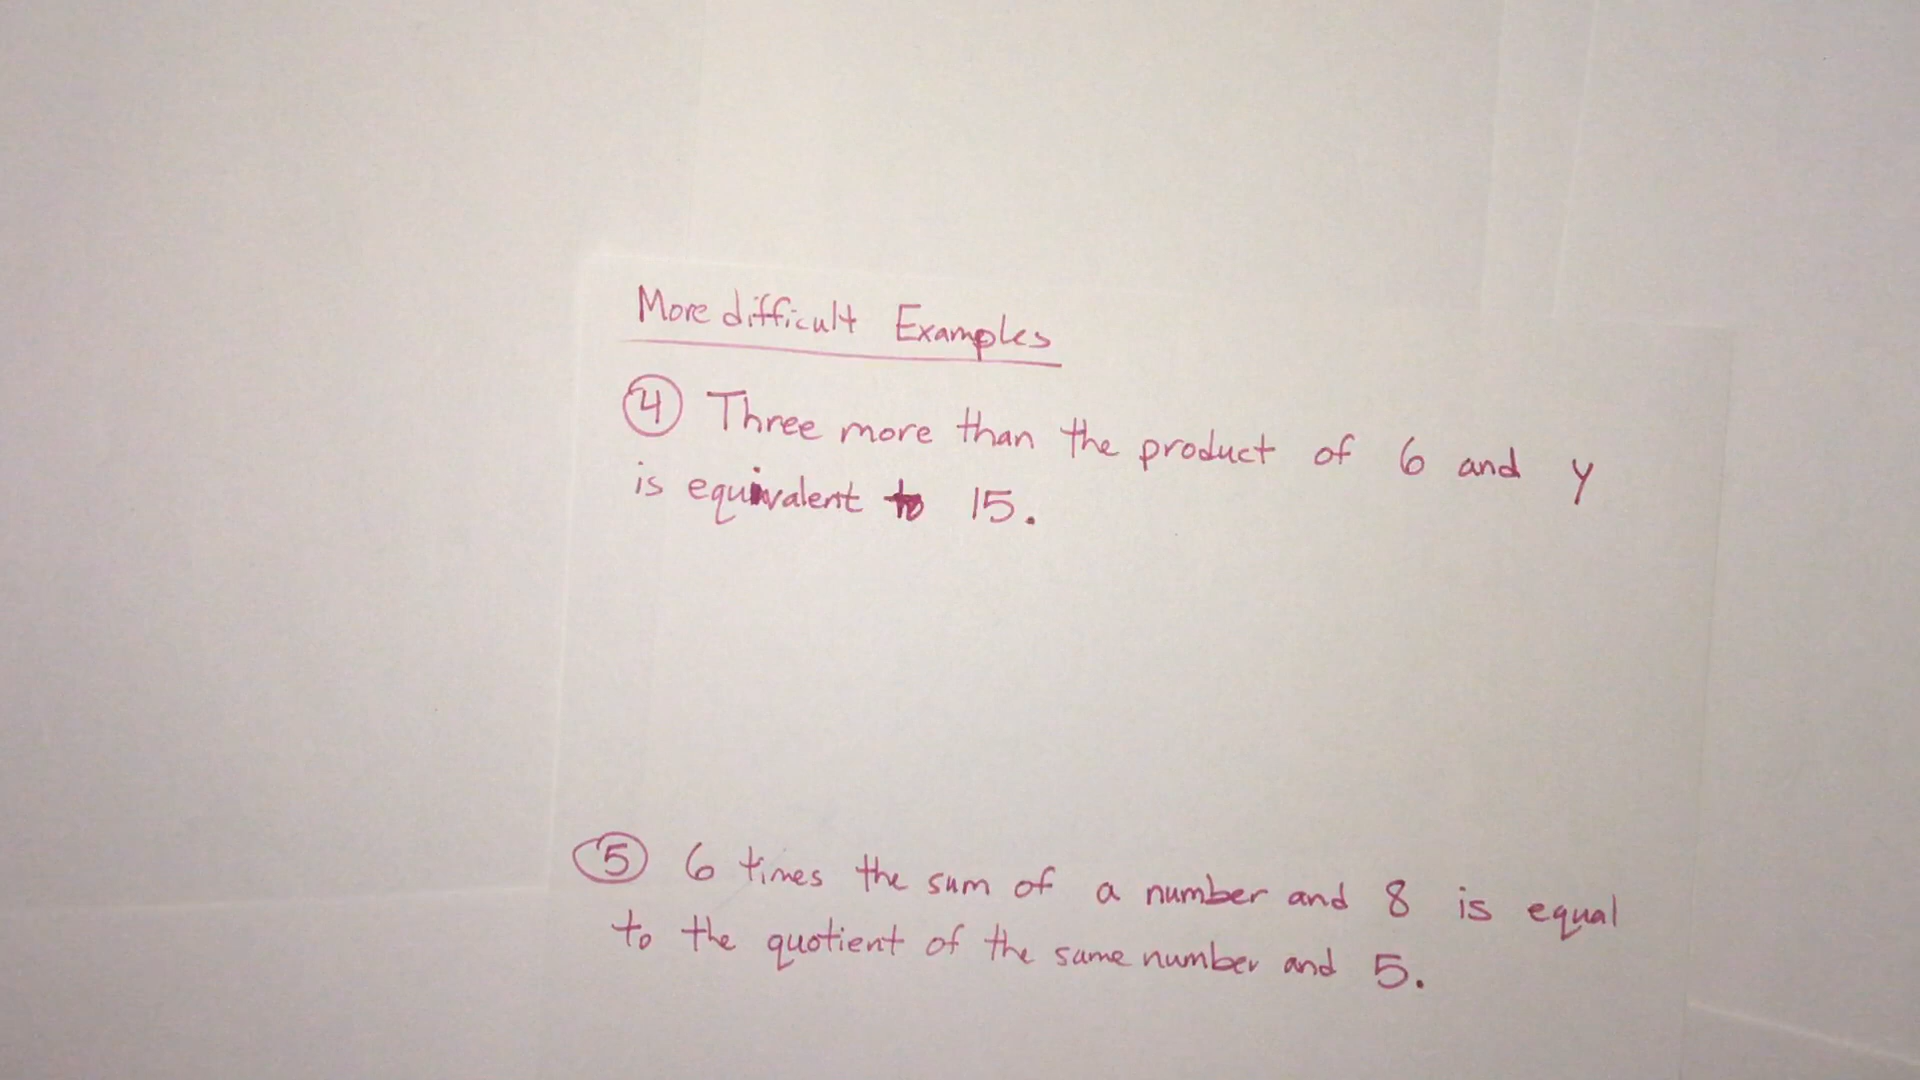 More difficult Examples
4 Three more than the product of 6 and y
is equivalent to 15.
5 6 times the sum of a number and 8 is equal
to the quotient of the same number and 5.